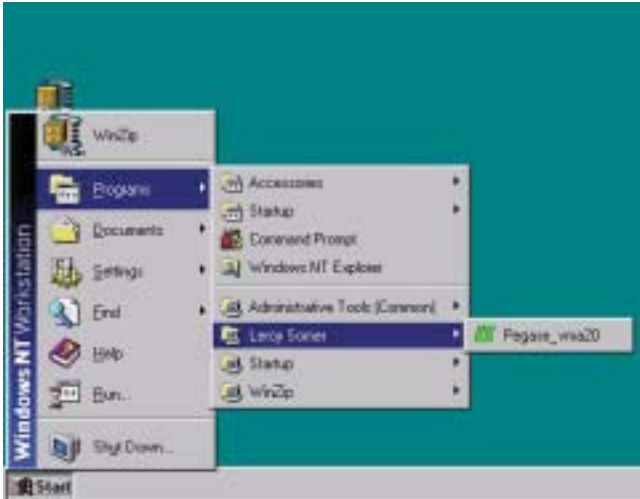 WinZip
Programs
Documents
Settings
Find
Help
Run...
Shut Down...
Windows NT Workstation
Accessories
Startup
Command Prompt
Windows NT Explorer
Administrative Tools (Common)
Leroy Somer
Startup
WinZip
Pegase_visa20
Start